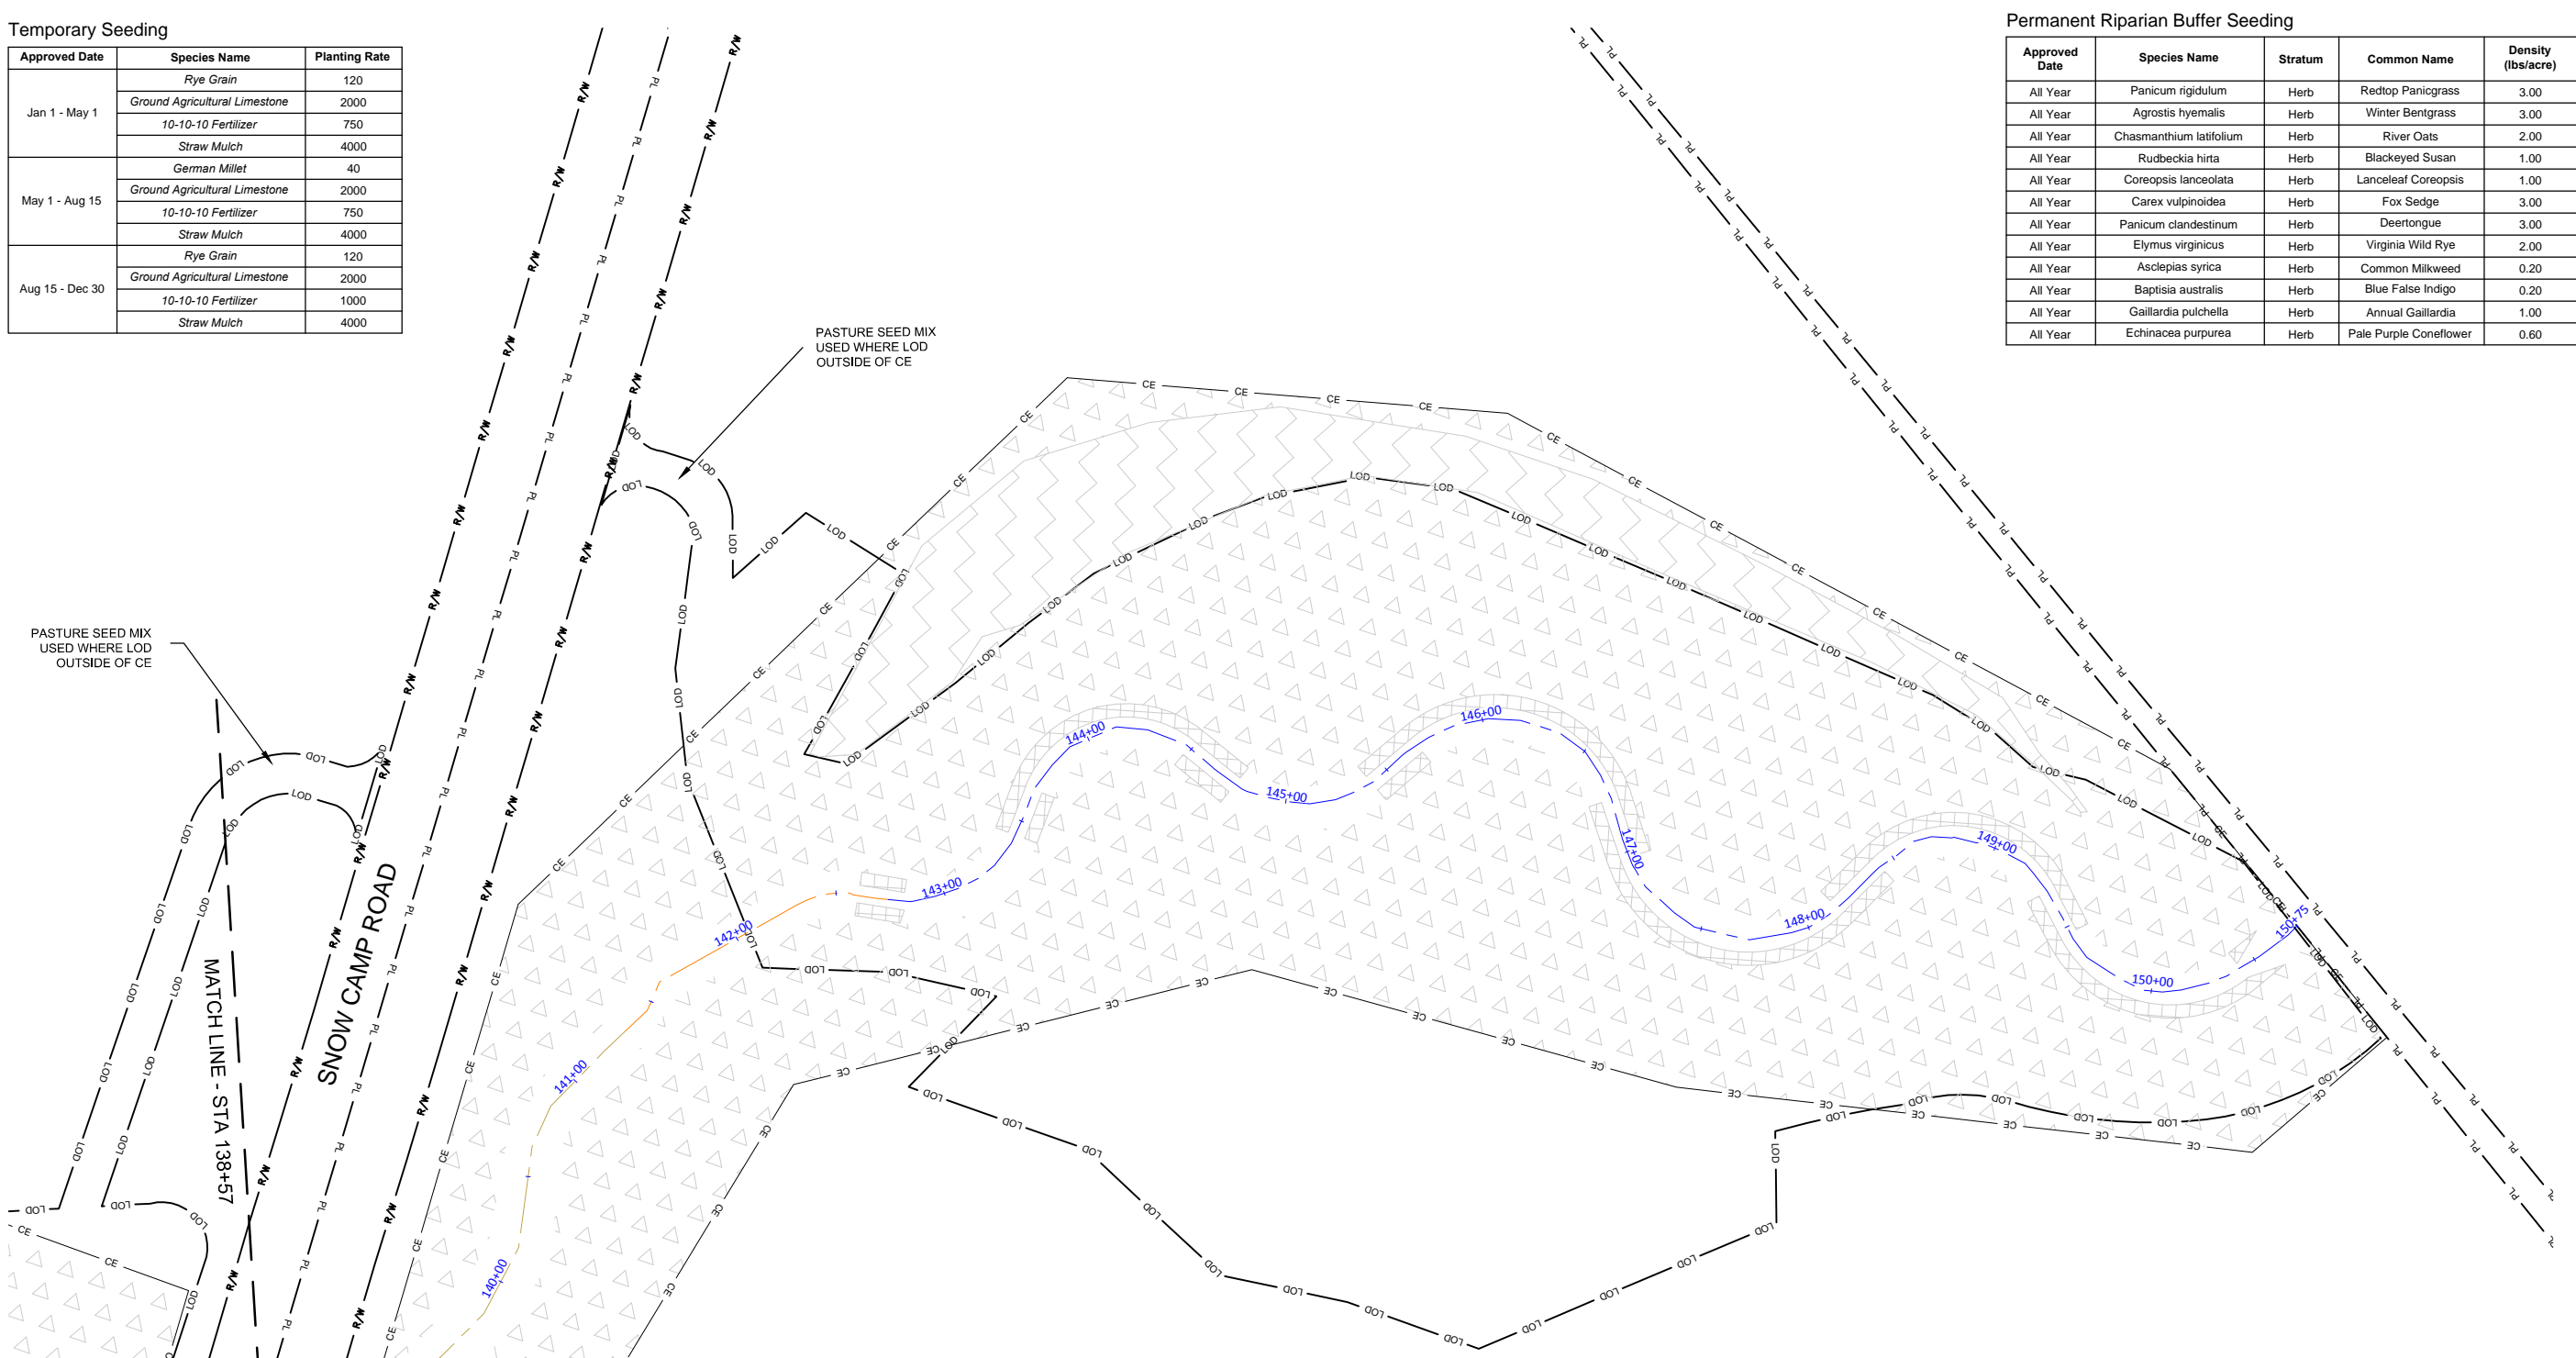 Temporary Seeding
Approved Date Species Name Planting Rate
Jan 1 - May 1
Rye Grain 120
Ground Agricultural Limestone 2000
10-10-10 Fertilizer 750
Straw Mulch 4000
May 1 - Aug 15
German Millet 40
Ground Agricultural Limestone 2000
10-10-10 Fertilizer 750
Straw Mulch 4000
Aug 15 - Dec 30
Rye Grain 120
Ground Agricultural Limestone 2000
10-10-10 Fertilizer 1000
Straw Mulch 4000
Permanent Riparian Buffer Seeding
Approved Date Species Name Stratum Common Name Density (lbs/acre)
All Year Panicum rigidulum Herb Redtop Panicgrass 3.00
All Year Agrostis hyemalis Herb Winter Bentgrass 3.00
All Year Chasmanthium latifolium Herb River Oats 2.00
All Year Rudbeckia hirta Herb Blackeyed Susan 1.00
All Year Coreopsis lanceolata Herb Lanceleaf Coreopsis 1.00
All Year Carex vulpinoidea Herb Fox Sedge 3.00
All Year Panicum clandestinum Herb Deertongue 3.00
All Year Elymus virginicus Herb Virginia Wild Rye 2.00
All Year Asclepias syrica Herb Common Milkweed 0.20
All Year Baptisia australis Herb Blue False Indigo 0.20
All Year Gaillardia pulchella Herb Annual Gaillardia 1.00
All Year Echinacea purpurea Herb Pale Purple Coneflower 0.60
PASTURE SEED MIX
USED WHERE LOD
OUTSIDE OF CE
PASTURE SEED MIX
USED WHERE LOD
OUTSIDE OF CE
MATCH LINE - STA 138+57
SNOW CAMP ROAD
R/W
PL
CE
LOD
140+00
141+00
142+00
143+00
144+00
145+00
146+00
147+00
148+00
149+00
150+00
150+75